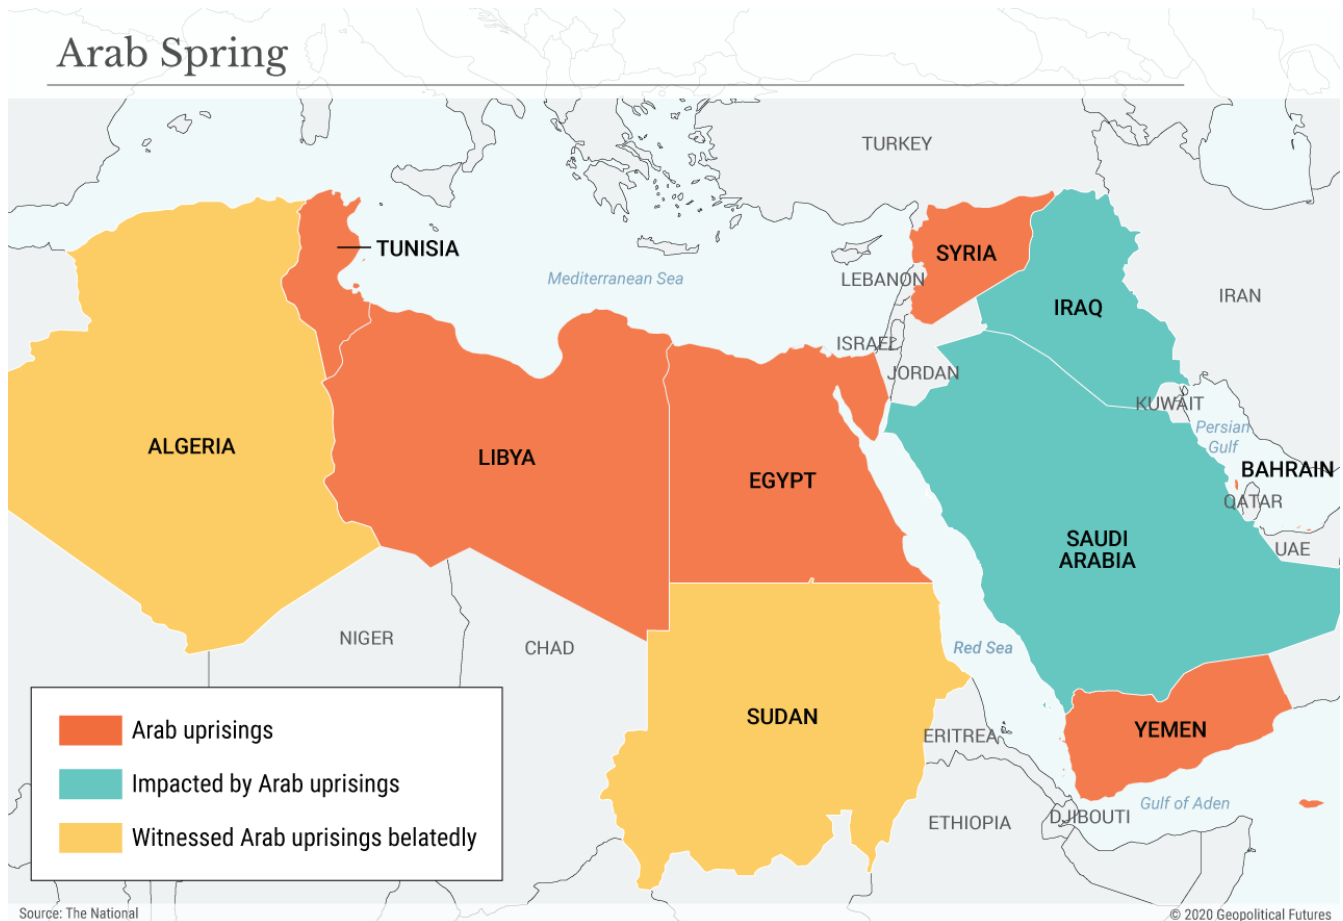 Arab Spring
TURKEY
TUNISIA
SYRIA
Mediterranean Sea
LEBANON
IRAN
IRAQ
ISRAEL
JORDAN
KUWAIT
Persian
Gulf
ALGERIA
LIBYA
EGYPT
BAHRAIN
QATAR
SAUDI
ARABIA
UAE
NIGER
CHAD
Red Sea
SUDAN
ERITREA
YEMEN
Gulf of Aden
ETHIOPIA
DJIBOUTI
Arab uprisings
Impacted by Arab uprisings
Witnessed Arab uprisings belatedly
Source: The National
© 2020 Geopolitical Futures